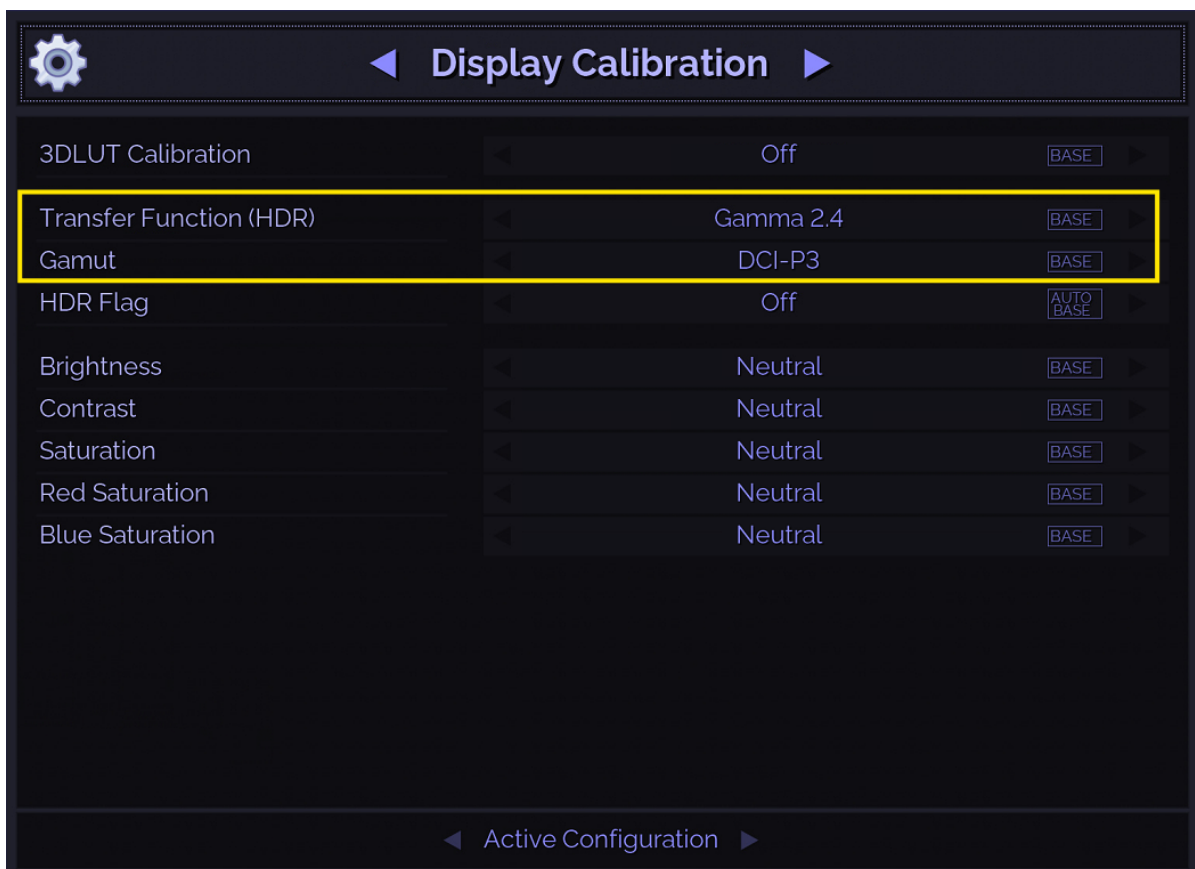 Display Calibration
3DLUT Calibration Off BASE
Transfer Function (HDR) Gamma 2.4 BASE
Gamut DCI-P3 BASE
HDR Flag Off AUTO BASE
Brightness Neutral BASE
Contrast Neutral BASE
Saturation Neutral BASE
Red Saturation Neutral BASE
Blue Saturation Neutral BASE
Active Configuration